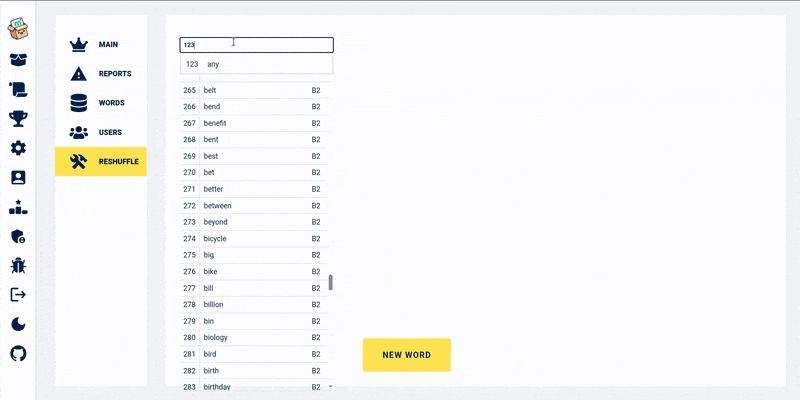 MAIN
REPORTS
WORDS
USERS
RESHUFFLE
123
123 any
265 belt B2
266 bend B2
267 benefit B2
268 bent B2
269 best B2
270 bet B2
271 better B2
272 between B2
273 beyond B2
274 bicycle B2
275 big B2
276 bike B2
277 bill B2
278 billion B2
279 bin B2
280 biology B2
281 bird B2
282 birth B2
283 birthday B2
NEW WORD